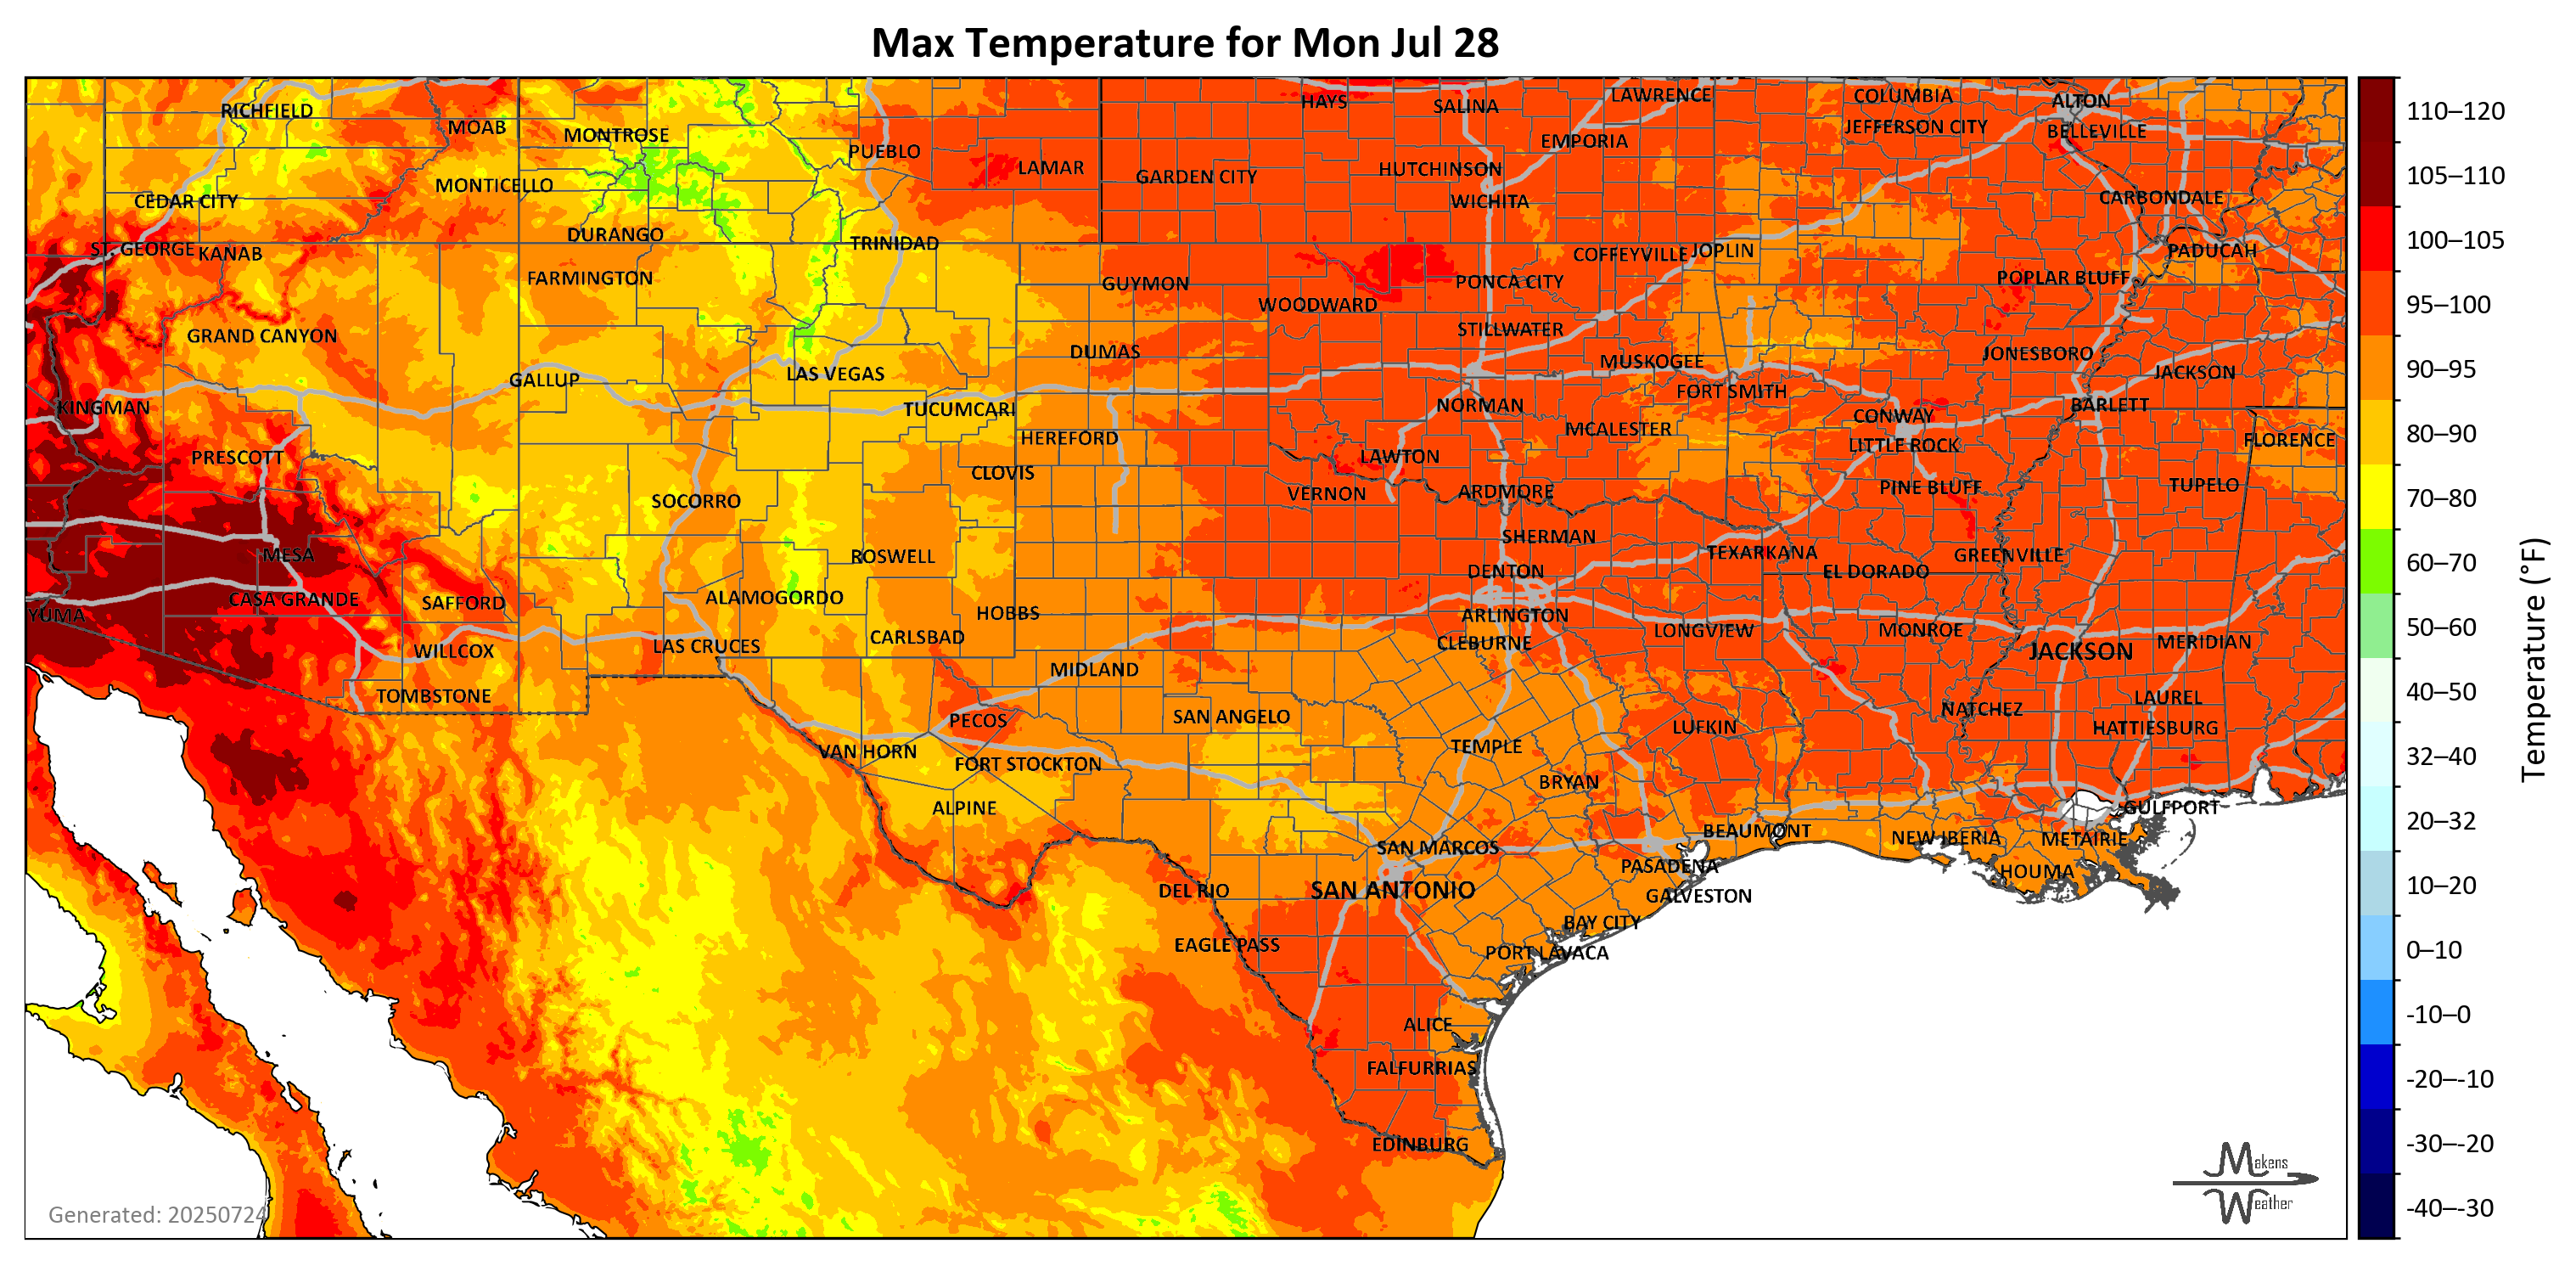 Max Temperature for Mon Jul 28
RICHFIELD
MOAB
MONTROSE
PUEBLO
LAMAR
HAYS
SALINA
LAWRENCE
EMPORIA
COLUMBIA
JEFFERSON CITY
ALTON
BELLEVILLE
MONTICELLO
CEDAR CITY
GARDEN CITY
HUTCHINSON
WICHITA
CARBONDALE
DURANGO
TRINIDAD
ST. GEORGE
KANAB
FARMINGTON
GUYMON
WOODWARD
PONCA CITY
COFFEYVILLE
JOPLIN
POPLAR BLUFF
PADUCAH
GRAND CANYON
DUMAS
STILLWATER
MUSKOGEE
FORT SMITH
JONESBORO
JACKSON
GALLUP
LAS VEGAS
KINGMAN
TUCUMCARI
NORMAN
CONWAY
BARLETT
HEREFORD
MCALESTER
LITTLE ROCK
FLORENCE
PRESCOTT
CLOVIS
LAWTON
VERNON
ARDMORE
PINE BLUFF
TUPELO
SOCORRO
SHERMAN
MESA
ROSWELL
TEXARKANA
GREENVILLE
DENTON
EL DORADO
CASA GRANDE
SAFFORD
ALAMOGORDO
HOBBS
YUMA
ARLINGTON
CLEBURNE
LONGVIEW
MONROE
JACKSON
MERIDIAN
WILLCOX
LAS CRUCES
CARLSBAD
MIDLAND
TOMBSTONE
PECOS
SAN ANGELO
LUFKIN
NATCHEZ
LAUREL
HATTIESBURG
VAN HORN
FORT STOCKTON
TEMPLE
BRYAN
ALPINE
BEAUMONT
NEW IBERIA
METAIRIE
GULFPORT
SAN MARCOS
PASADENA
HOUMA
DEL RIO
SAN ANTONIO
GALVESTON
BAY CITY
EAGLE PASS
PORT LAVACA
ALICE
FALFURRIAS
EDINBURG
Generated: 20250724
Makens
Weather
110–120
105–110
100–105
95–100
90–95
80–90
70–80
60–70
50–60
40–50
32–40
20–32
10–20
0–10
-10–0
-20–-10
-30–-20
-40–-30
Temperature (°F)